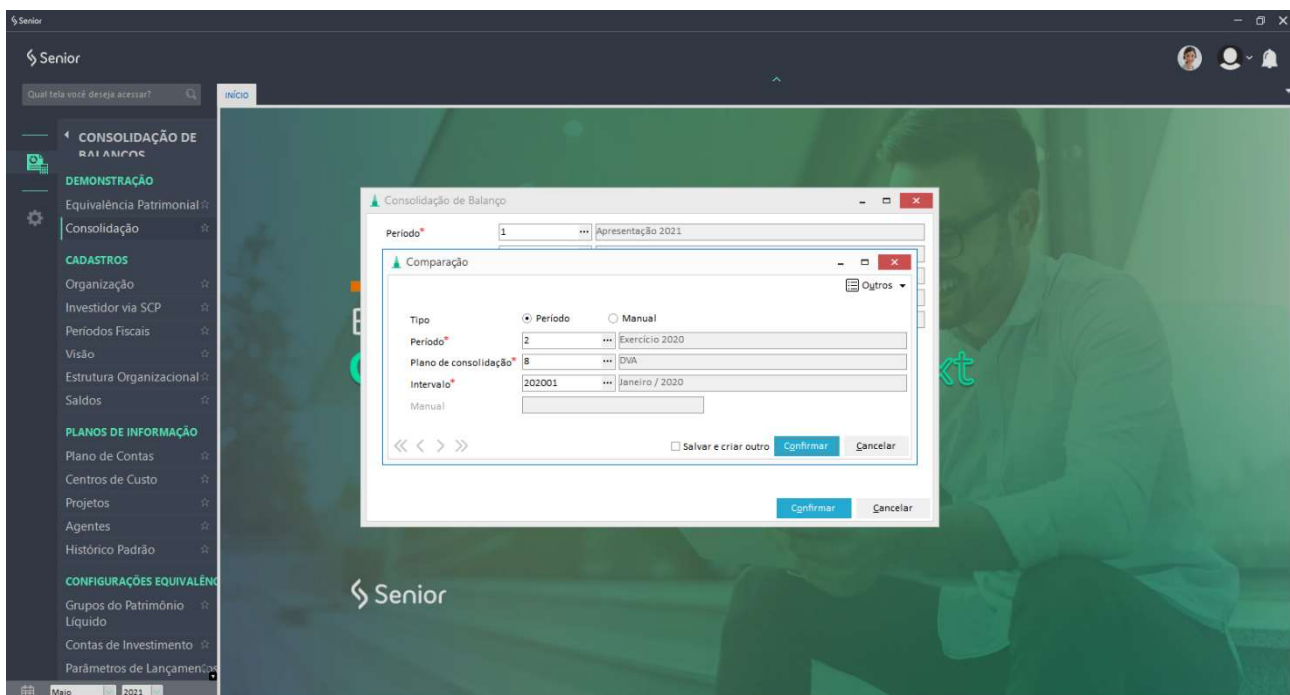 Senior
Senior
Qual tela você deseja acessar?
INÍCIO
CONSOLIDAÇÃO DE
BALANÇOS
DEMONSTRAÇÃO
Equivalência Patrimonial
Consolidação
CADASTROS
Organização
Investidor via SCP
Períodos Fiscais
Visão
Estrutura Organizacional
Saldos
PLANOS DE INFORMAÇÃO
Plano de Contas
Centros de Custo
Projetos
Agentes
Histórico Padrão
CONFIGURAÇÕES EQUIVALÊNC
Grupos do Patrimônio
Líquido
Contas de Investimento
Parâmetros de Lançamentos
Maio 2021
Consolidação de Balanço
Período* 1 ... Apresentação 2021
Comparação
Outros
Tipo Período Manual
Período* 2 ... Exercício 2020
Plano de consolidação* 8 ... DVA
Intervalo* 202001 ... Janeiro / 2020
Manual
Salvar e criar outro Confirmar Cancelar
Confirmar Cancelar
xt
Senior